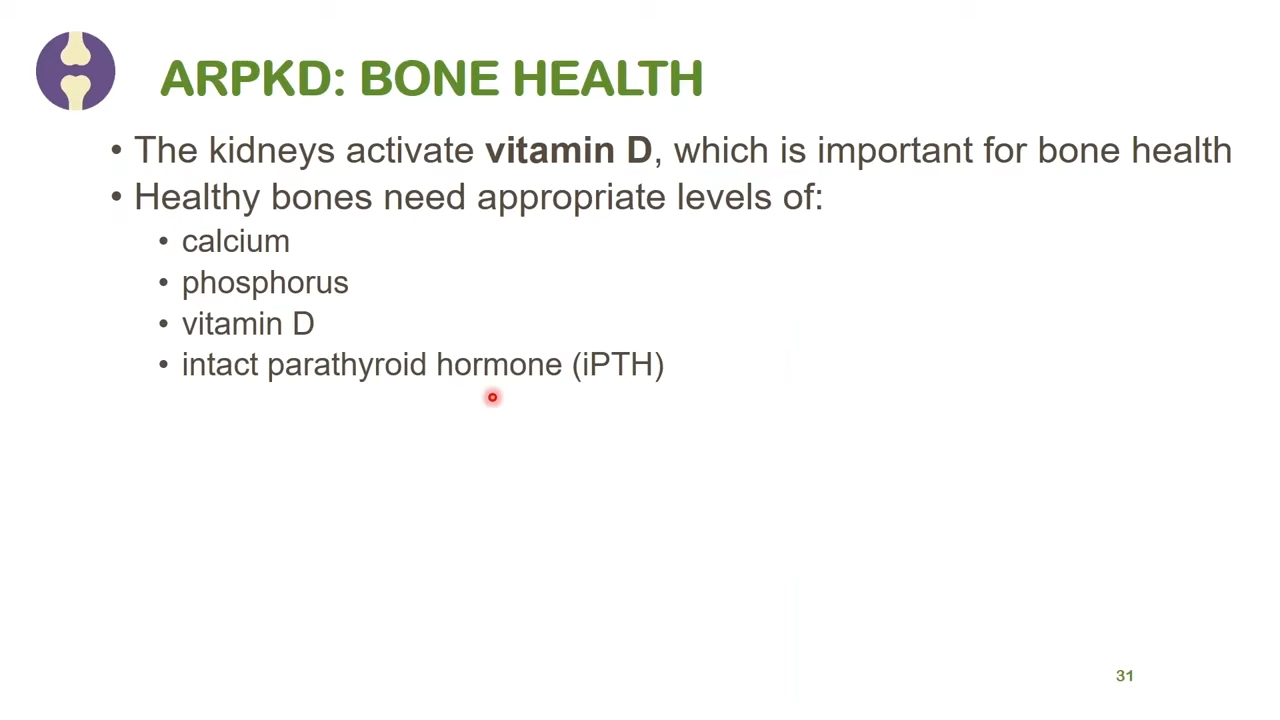 ARPKD: BONE HEALTH
• The kidneys activate vitamin D, which is important for bone health
• Healthy bones need appropriate levels of:
• calcium
• phosphorus
• vitamin D
• intact parathyroid hormone (iPTH)
31